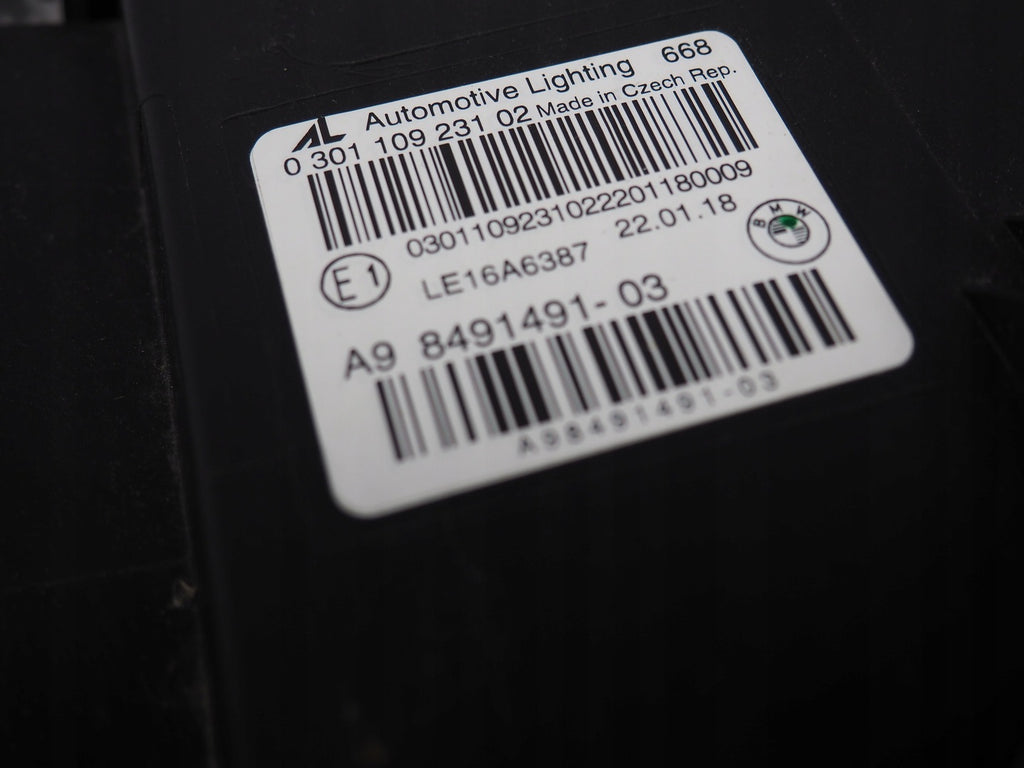 AL Automotive Lighting 668
0 301 109 231 02 Made in Czech Rep.
03011092310222201180009
E1 LE16A6387 22.01.18 BMW
A9 8491491-03
A98491491-03